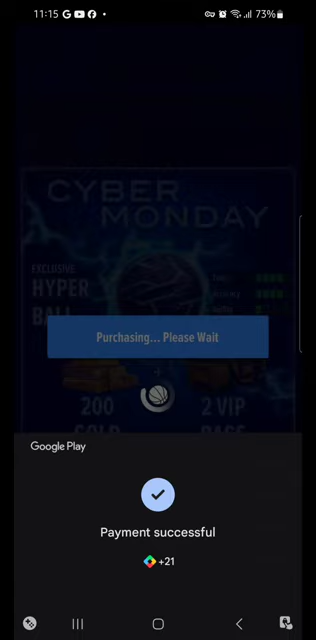 11:15
73%
CYBER
MONDAY
EXCLUSIVE
HYPER
BALL
Purchasing... Please Wait
200
2 VIP
GOLD
PASS
Google Play
Payment successful
+21